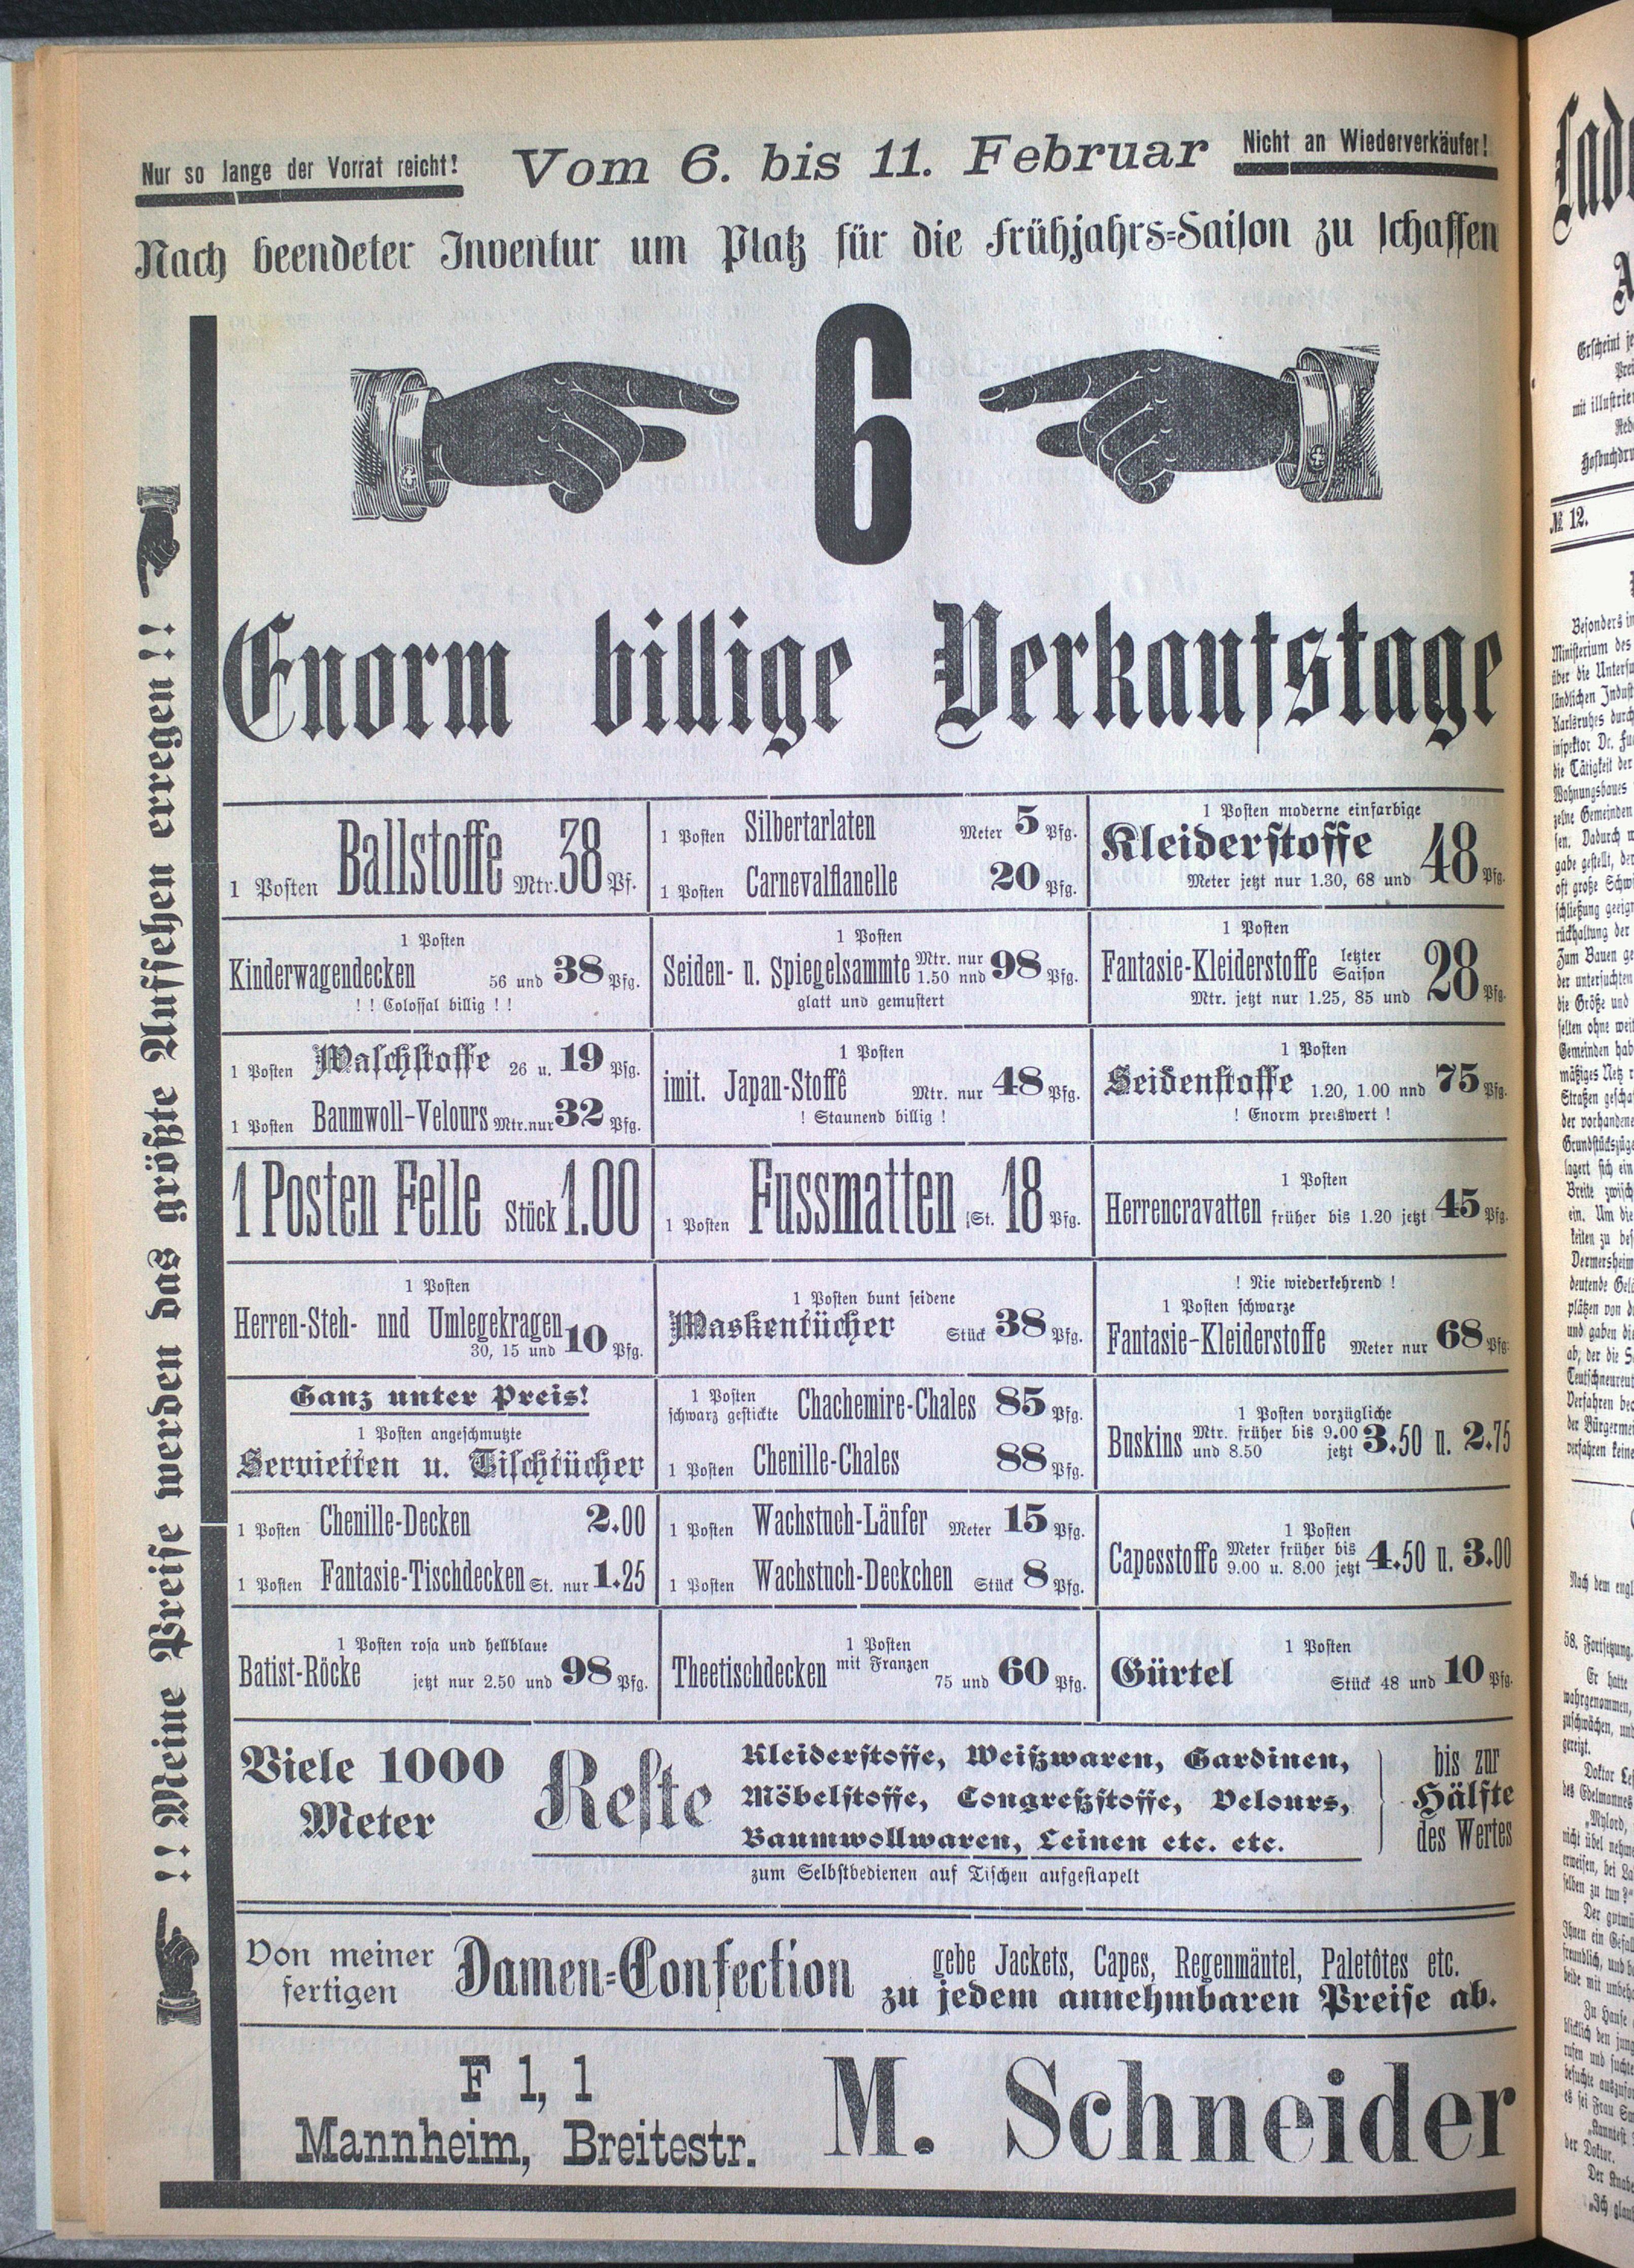 Nur so lange der Vorrat reicht!
Vom 6. bis 11. Februar
Nicht an Wiederverkäufer!
Nach beendeter Inventur um Platz für die Frühjahrs-Saison zu schaffen
6
Enorm billige Verkaufstage
!! Meine Preise werden das größte Aufsehen erregen !!
1 Posten Ballstoffe Mtr. 38 Pf.
1 Posten Silbertarlaten Meter 5 Pfg.
1 Posten Carnevalflanelle 20 Pfg.
1 Posten moderne einfarbige
Kleiderstoffe 48 Pfg.
Meter jetzt nur 1.30, 68 und
1 Posten
Kinderwagendecken 56 und 38 Pfg.
!! Colossal billig !!
1 Posten
Seiden- u. Spiegelsammte Mtr. nur 1.50 nnd 98 Pfg.
glatt und gemustert
1 Posten
Fantasie-Kleiderstoffe letzter Saison 28 Pfg.
Mtr. jetzt nur 1.25, 85 und
1 Posten Waschstoffe 26 u. 19 Pfg.
1 Posten Baumwoll-Velours Mtr. nur 32 Pfg.
1 Posten
imit. Japan-Stoffê Mtr. nur 48 Pfg.
! Staunend billig !
1 Posten
Seidenstoffe 1.20, 1.00 nnd 75 Pfg.
! Enorm preiswert !
1 Posten Felle Stück 1.00
1 Posten Fussmatten St. 18 Pfg.
1 Posten
Herrencravatten früher bis 1.20 jetzt 45 Pfg.
1 Posten
Herren-Steh- nnd Umlegekragen
30, 15 und 10 Pfg.
1 Posten bunt seidene
Maskentücher Stück 38 Pfg.
! Nie wiederkehrend !
1 Posten schwarze
Fantasie-Kleiderstoffe Meter nur 68 Pfg.
Ganz unter Preis!
1 Posten angeschmutzte
Servietten u. Tischtücher
1 Posten schwarz gestickte Chachemire-Chales 85 Pfg.
1 Posten Chenille-Chales 88 Pfg.
1 Posten vorzügliche
Buskins Mtr. früher bis 9.00 und 8.50 jetzt 3.50 u. 2.75
1 Posten Chenille-Decken 2.00
1 Posten Fantasie-Tischdecken St. nur 1.25
1 Posten Wachstuch-Läufer Meter 15 Pfg.
1 Posten Wachstuch-Deckchen Stück 8 Pfg.
1 Posten
Capesstoffe Meter früher bis 9.00 u. 8.00 jetzt 4.50 u. 3.00
1 Posten rosa und hellblaue
Batist-Röcke jetzt nur 2.50 und 98 Pfg.
1 Posten
Theetischdecken mit Franzen 75 und 60 Pfg.
1 Posten
Gürtel Stück 48 und 10 Pfg.
Viele 1000 Meter
Reste
Kleiderstoffe, Weißwaren, Gardinen,
Möbelstoffe, Congreßstoffe, Velours,
Baumwollwaren, Leinen etc. etc.
bis zur
Hälfte
des Wertes
zum Selbstbedienen auf Tischen aufgestapelt
Von meiner fertigen
Damen-Confection
gebe Jackets, Capes, Regenmäntel, Paletôtes etc.
zu jedem annehmbaren Preise ab.
F 1, 1
Mannheim, Breitestr.
M. Schneider
№ 12.